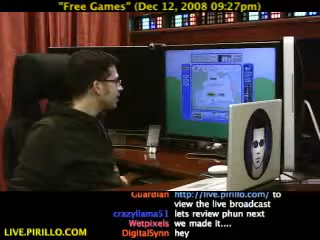 "Free Games" (Dec 12, 2008 09:27pm)
Guardian http://live.pirillo.com/ to
view the live broadcast
crazyllama51 lets review phun next
Wetpixels we made it....
DigitalSynn hey
LIVE.PIRILLO.COM